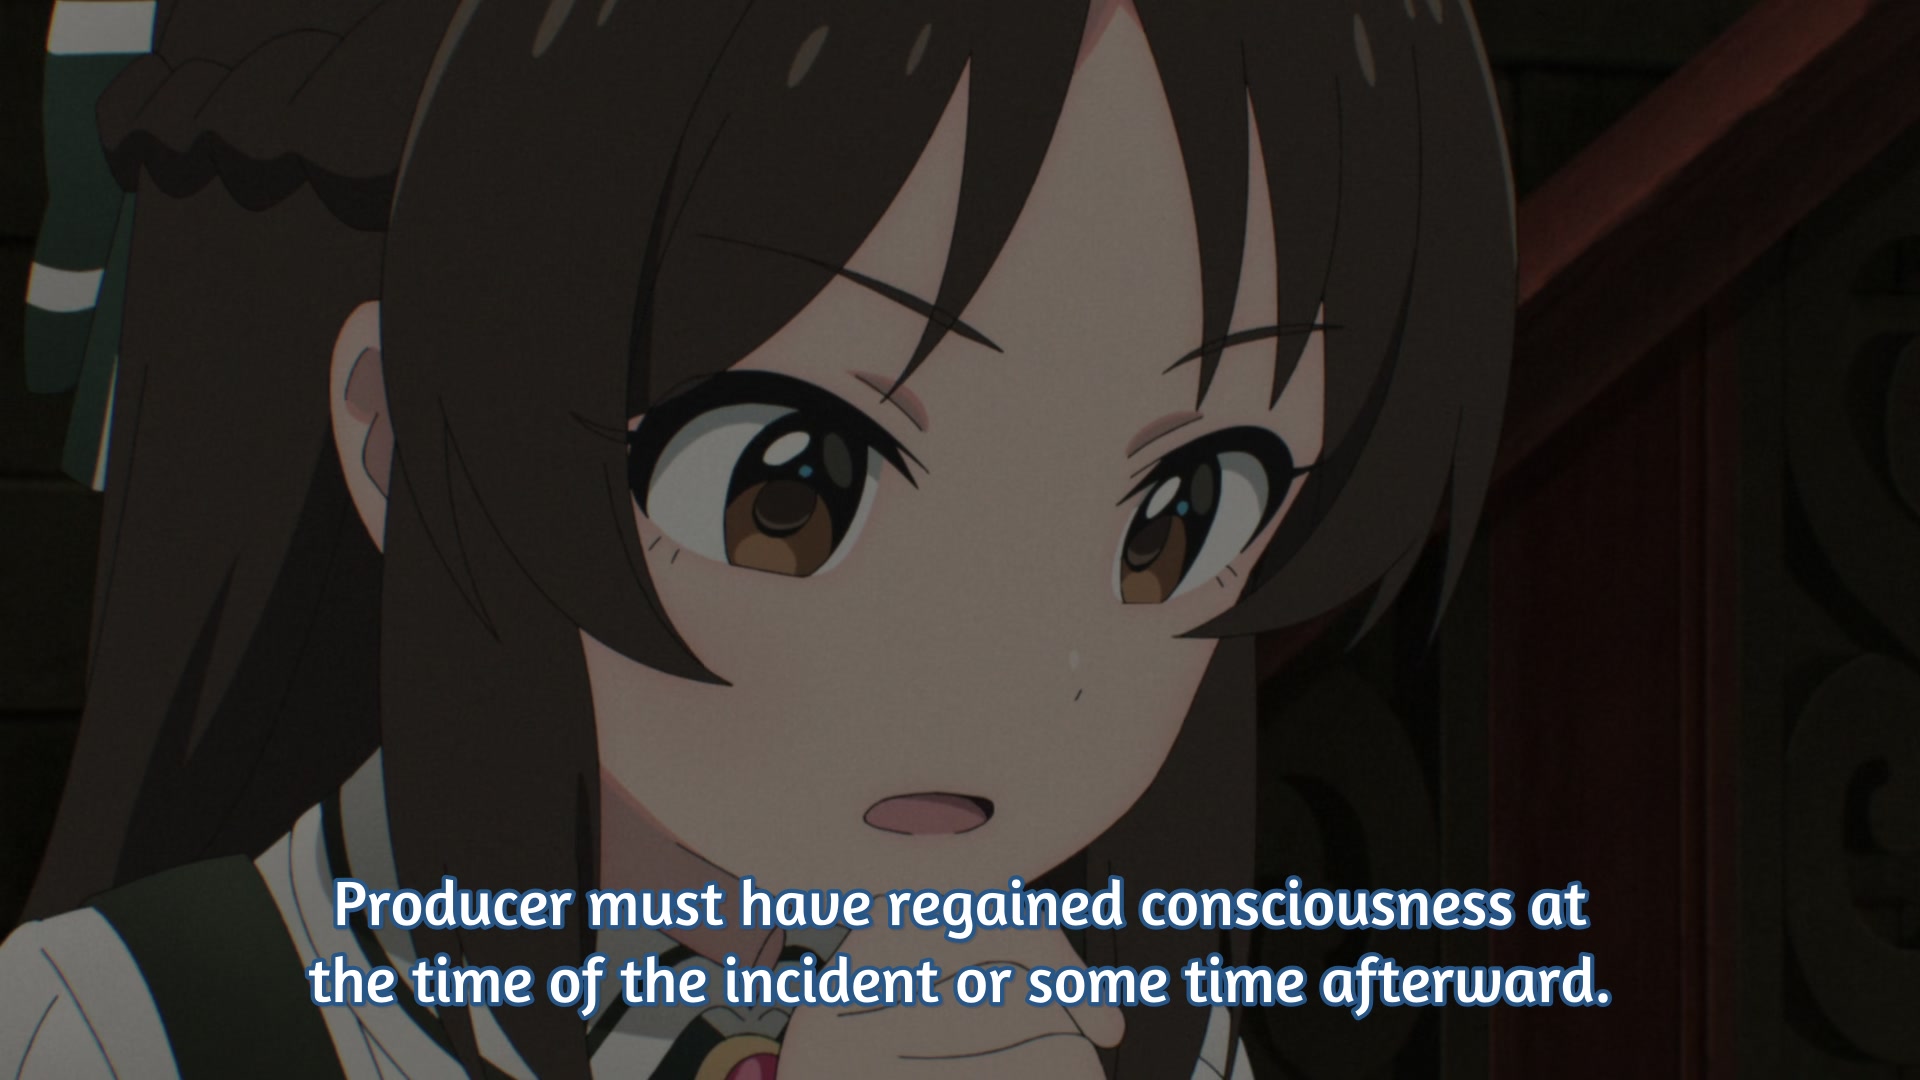 Producer must have regained consciousness at
the time of the incident or some time afterward.